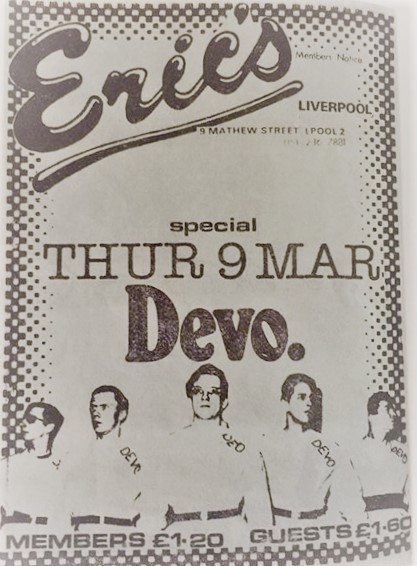 Eric's
Members Notice
LIVERPOOL
9 MATHEW STREET LPOOL 2
special
THUR 9 MAR
Devo.
DEVO
DEVO
DEVO
MEMBERS £1·20 GUESTS £1·60